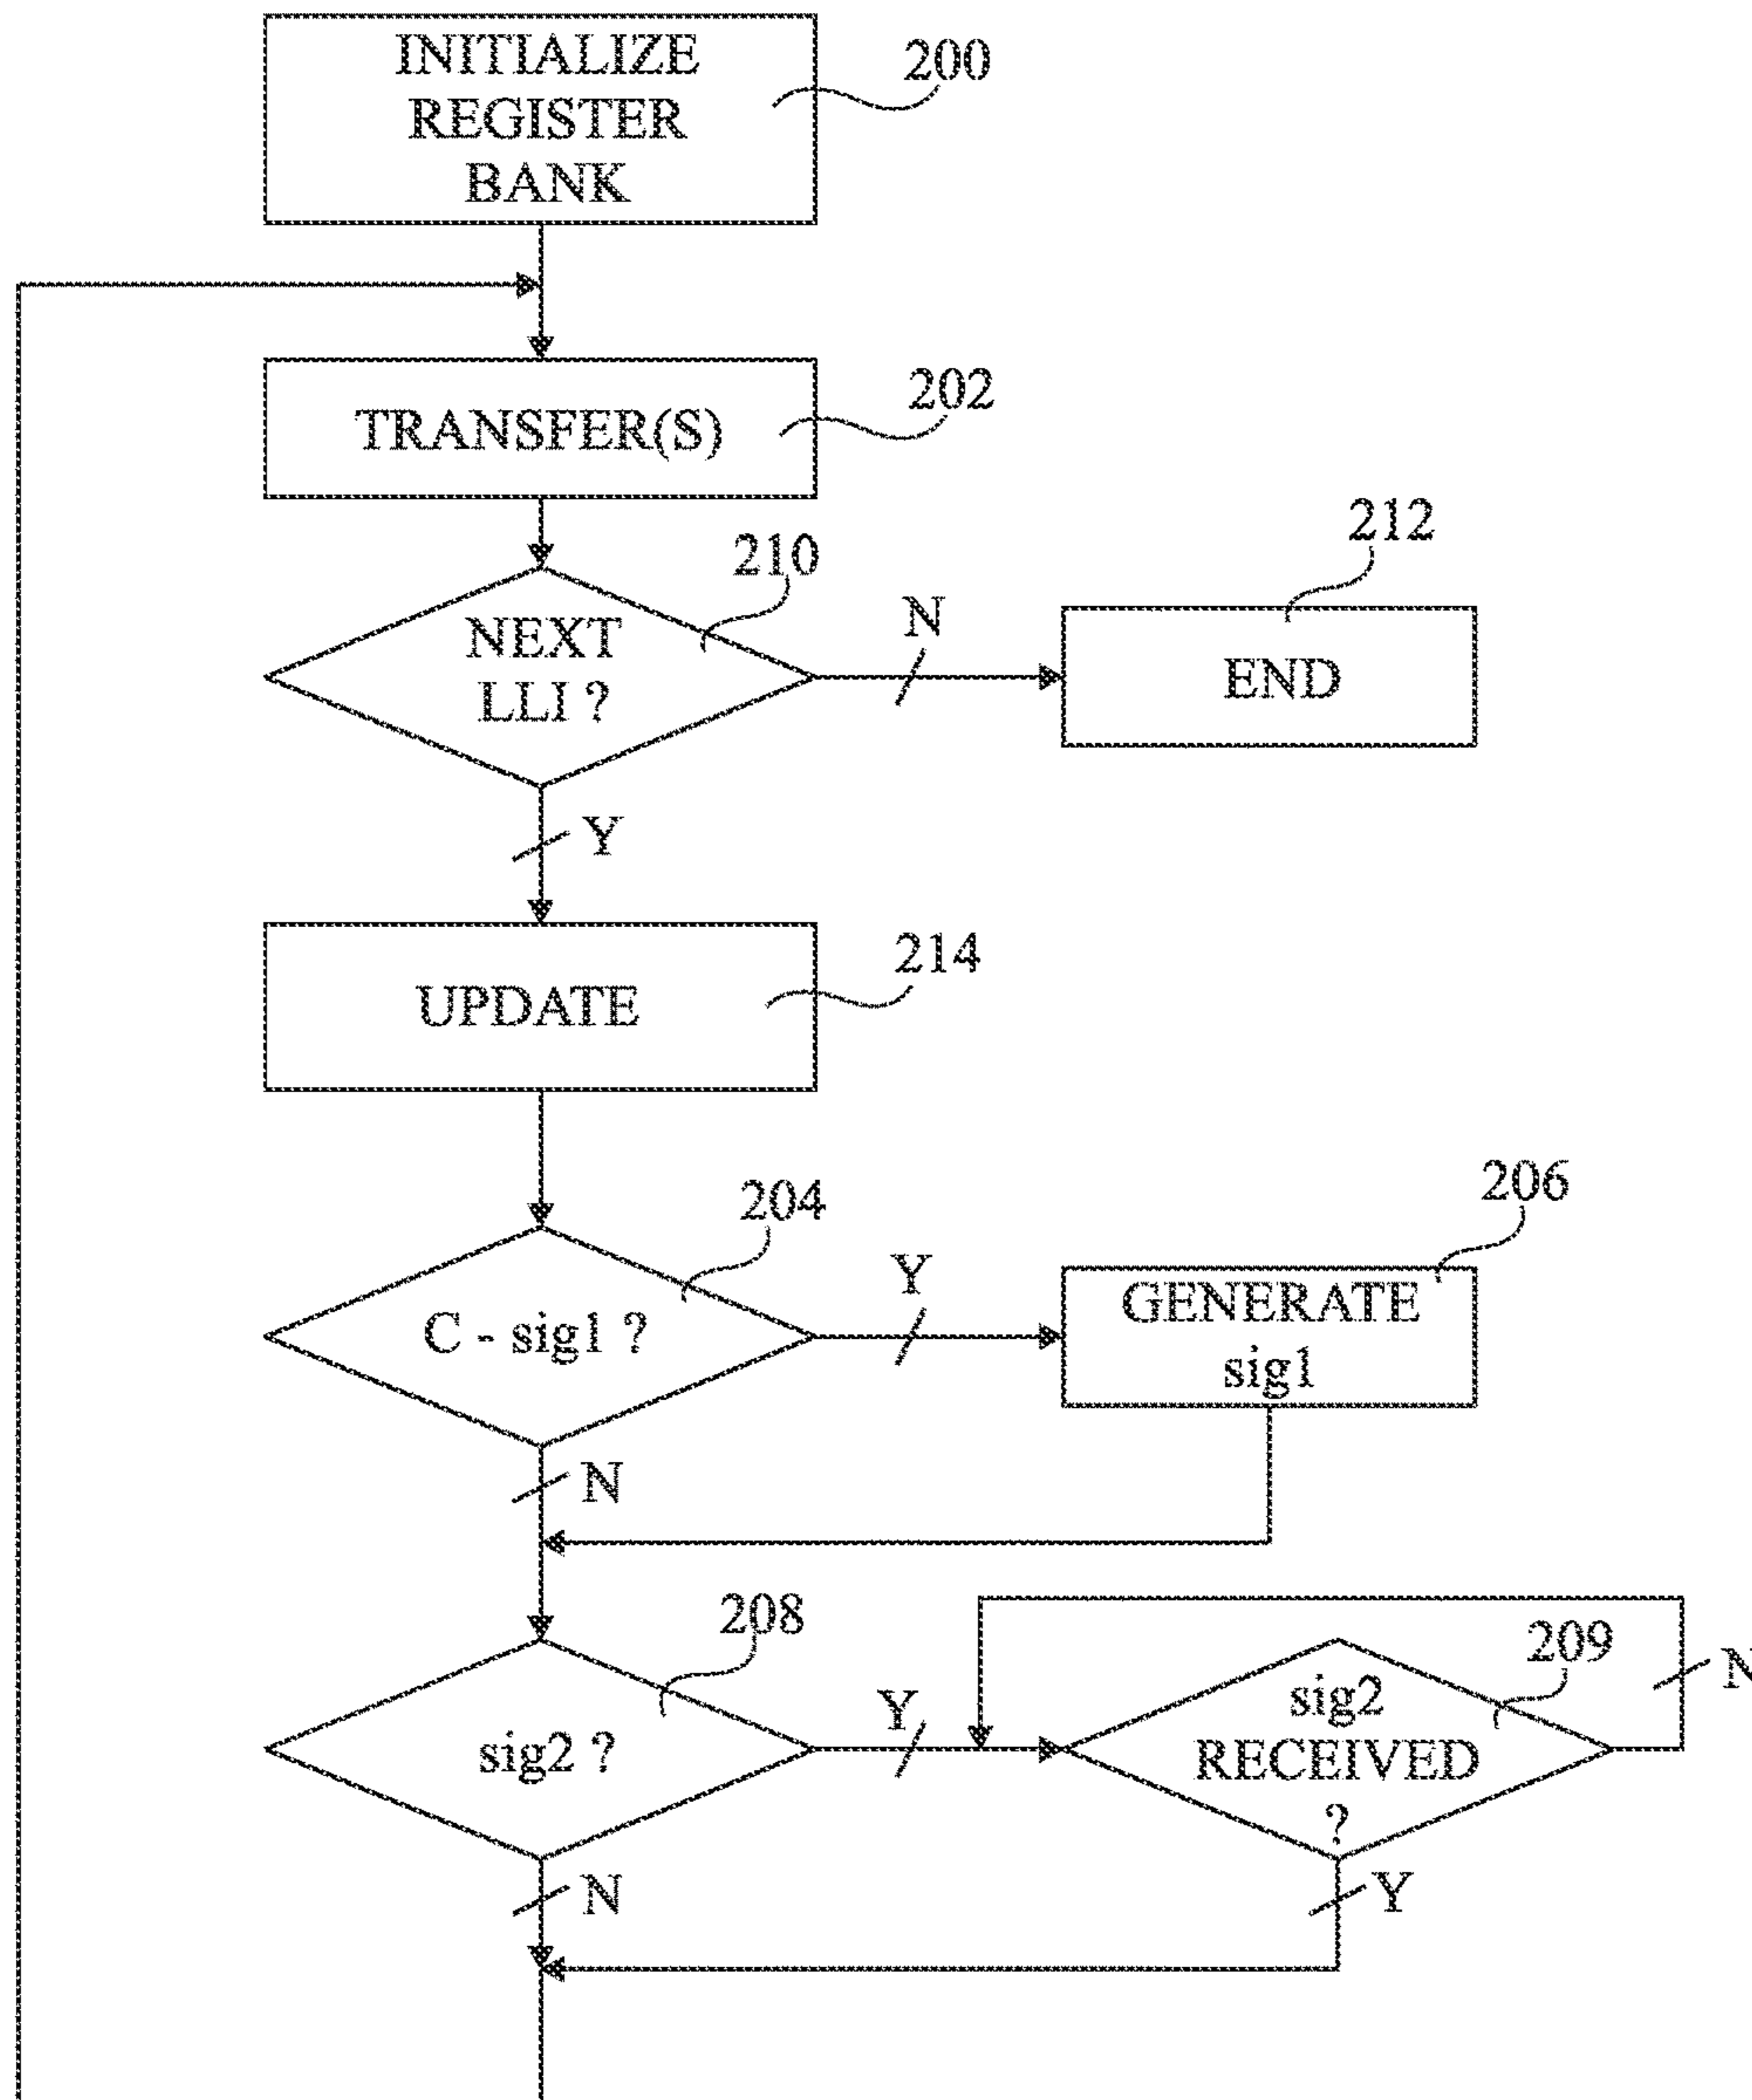 INITIALIZE
REGISTER
BANK
200
TRANSFER(S)
202
NEXT
LLI ?
210
N
END
212
Y
UPDATE
214
C - sig1 ?
204
Y
GENERATE
sig1
206
N
sig2 ?
208
Y
sig2
RECEIVED
?
209
N
N
Y